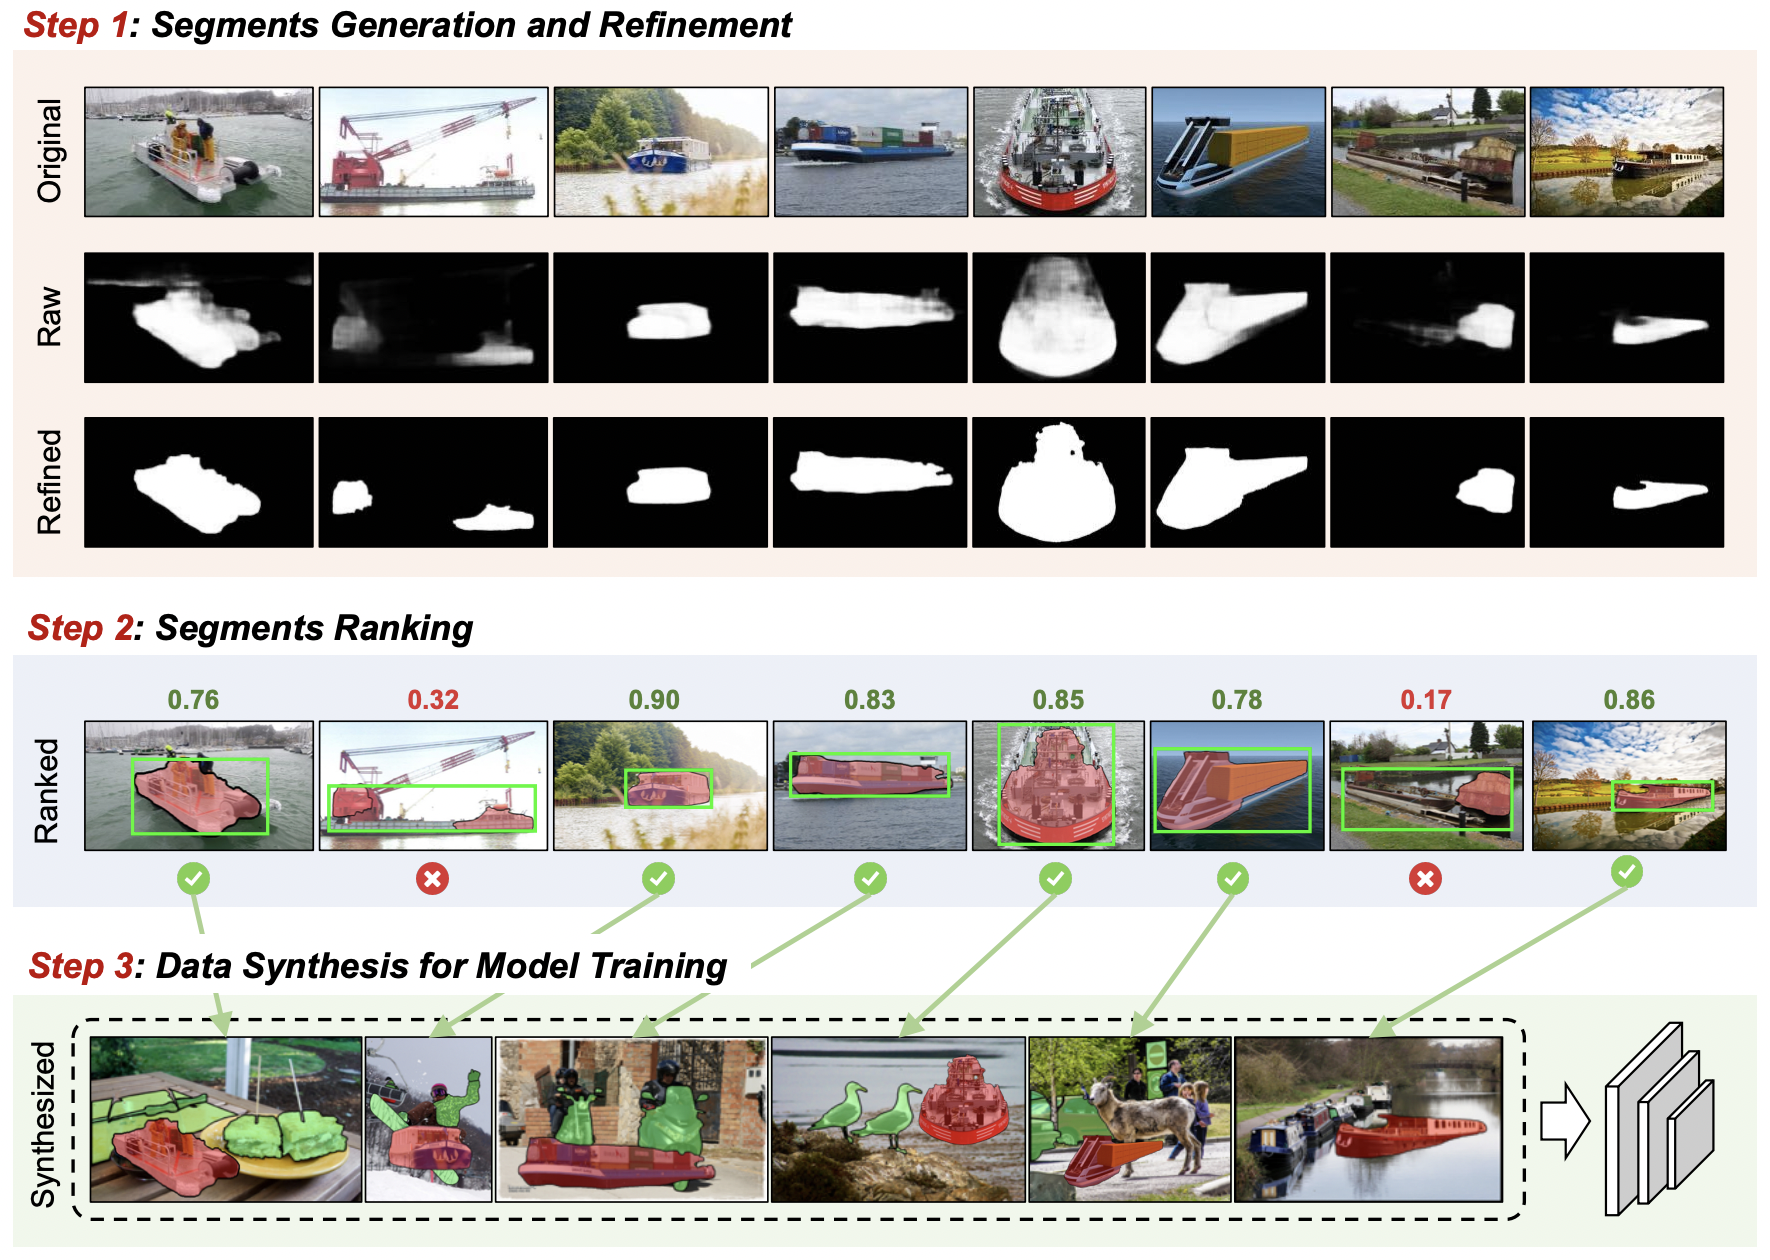 Step 1: Segments Generation and Refinement
Original
Raw
Refined
Step 2: Segments Ranking
0.76 0.32 0.90 0.83 0.85 0.78 0.17 0.86
Ranked
Step 3: Data Synthesis for Model Training
Synthesized